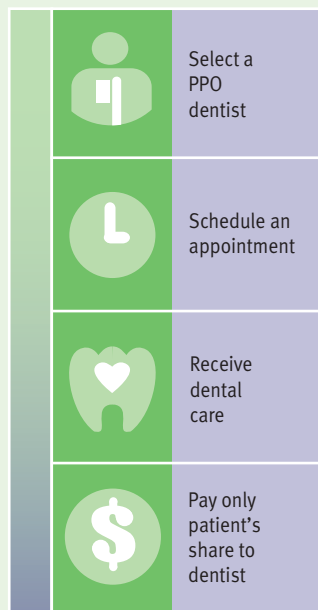 Select a
PPO
dentist
Schedule an
appointment
Receive
dental
care
$
Pay only
patient’s
share to
dentist